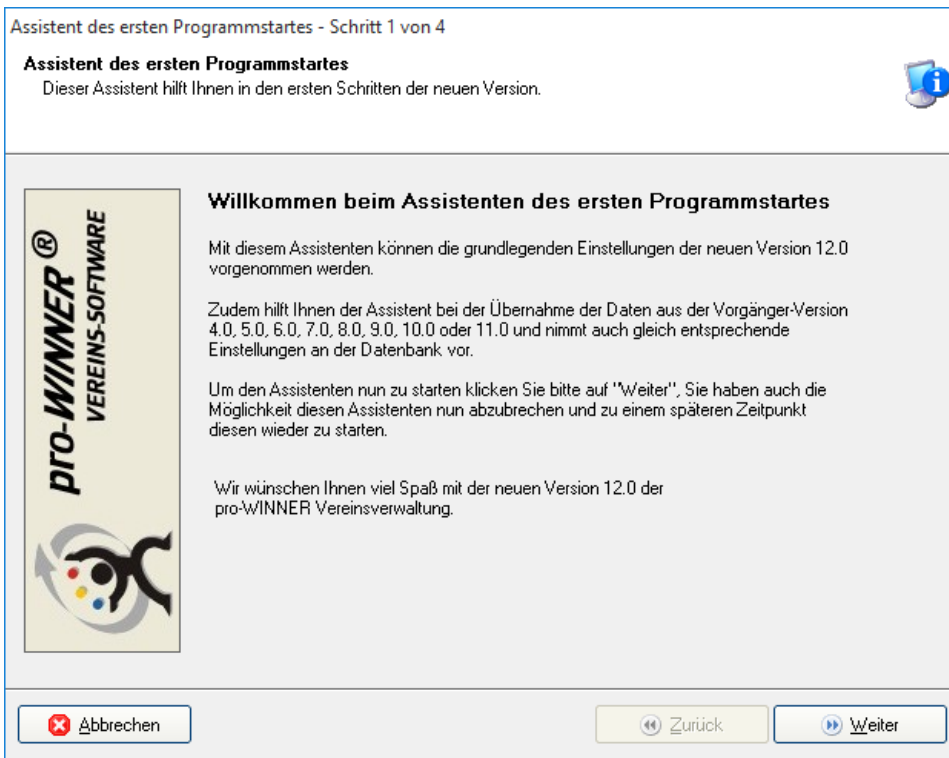 Assistent des ersten Programmstartes - Schritt 1 von 4
Assistent des ersten Programmstartes
Dieser Assistent hilft Ihnen in den ersten Schritten der neuen Version.
pro-WINNER®
VEREINS-SOFTWARE
Willkommen beim Assistenten des ersten Programmstartes
Mit diesem Assistenten können die grundlegenden Einstellungen der neuen Version 12.0
vorgenommen werden.
Zudem hilft Ihnen der Assistent bei der Übernahme der Daten aus der Vorgänger-Version
4.0, 5.0, 6.0, 7.0, 8.0, 9.0, 10.0 oder 11.0 und nimmt auch gleich entsprechende
Einstellungen an der Datenbank vor.
Um den Assistenten nun zu starten klicken Sie bitte auf "Weiter", Sie haben auch die
Möglichkeit diesen Assistenten nun abzubrechen und zu einem späteren Zeitpunkt
diesen wieder zu starten.
Wir wünschen Ihnen viel Spaß mit der neuen Version 12.0 der
pro-WINNER Vereinsverwaltung.
Abbrechen
Zurück
Weiter